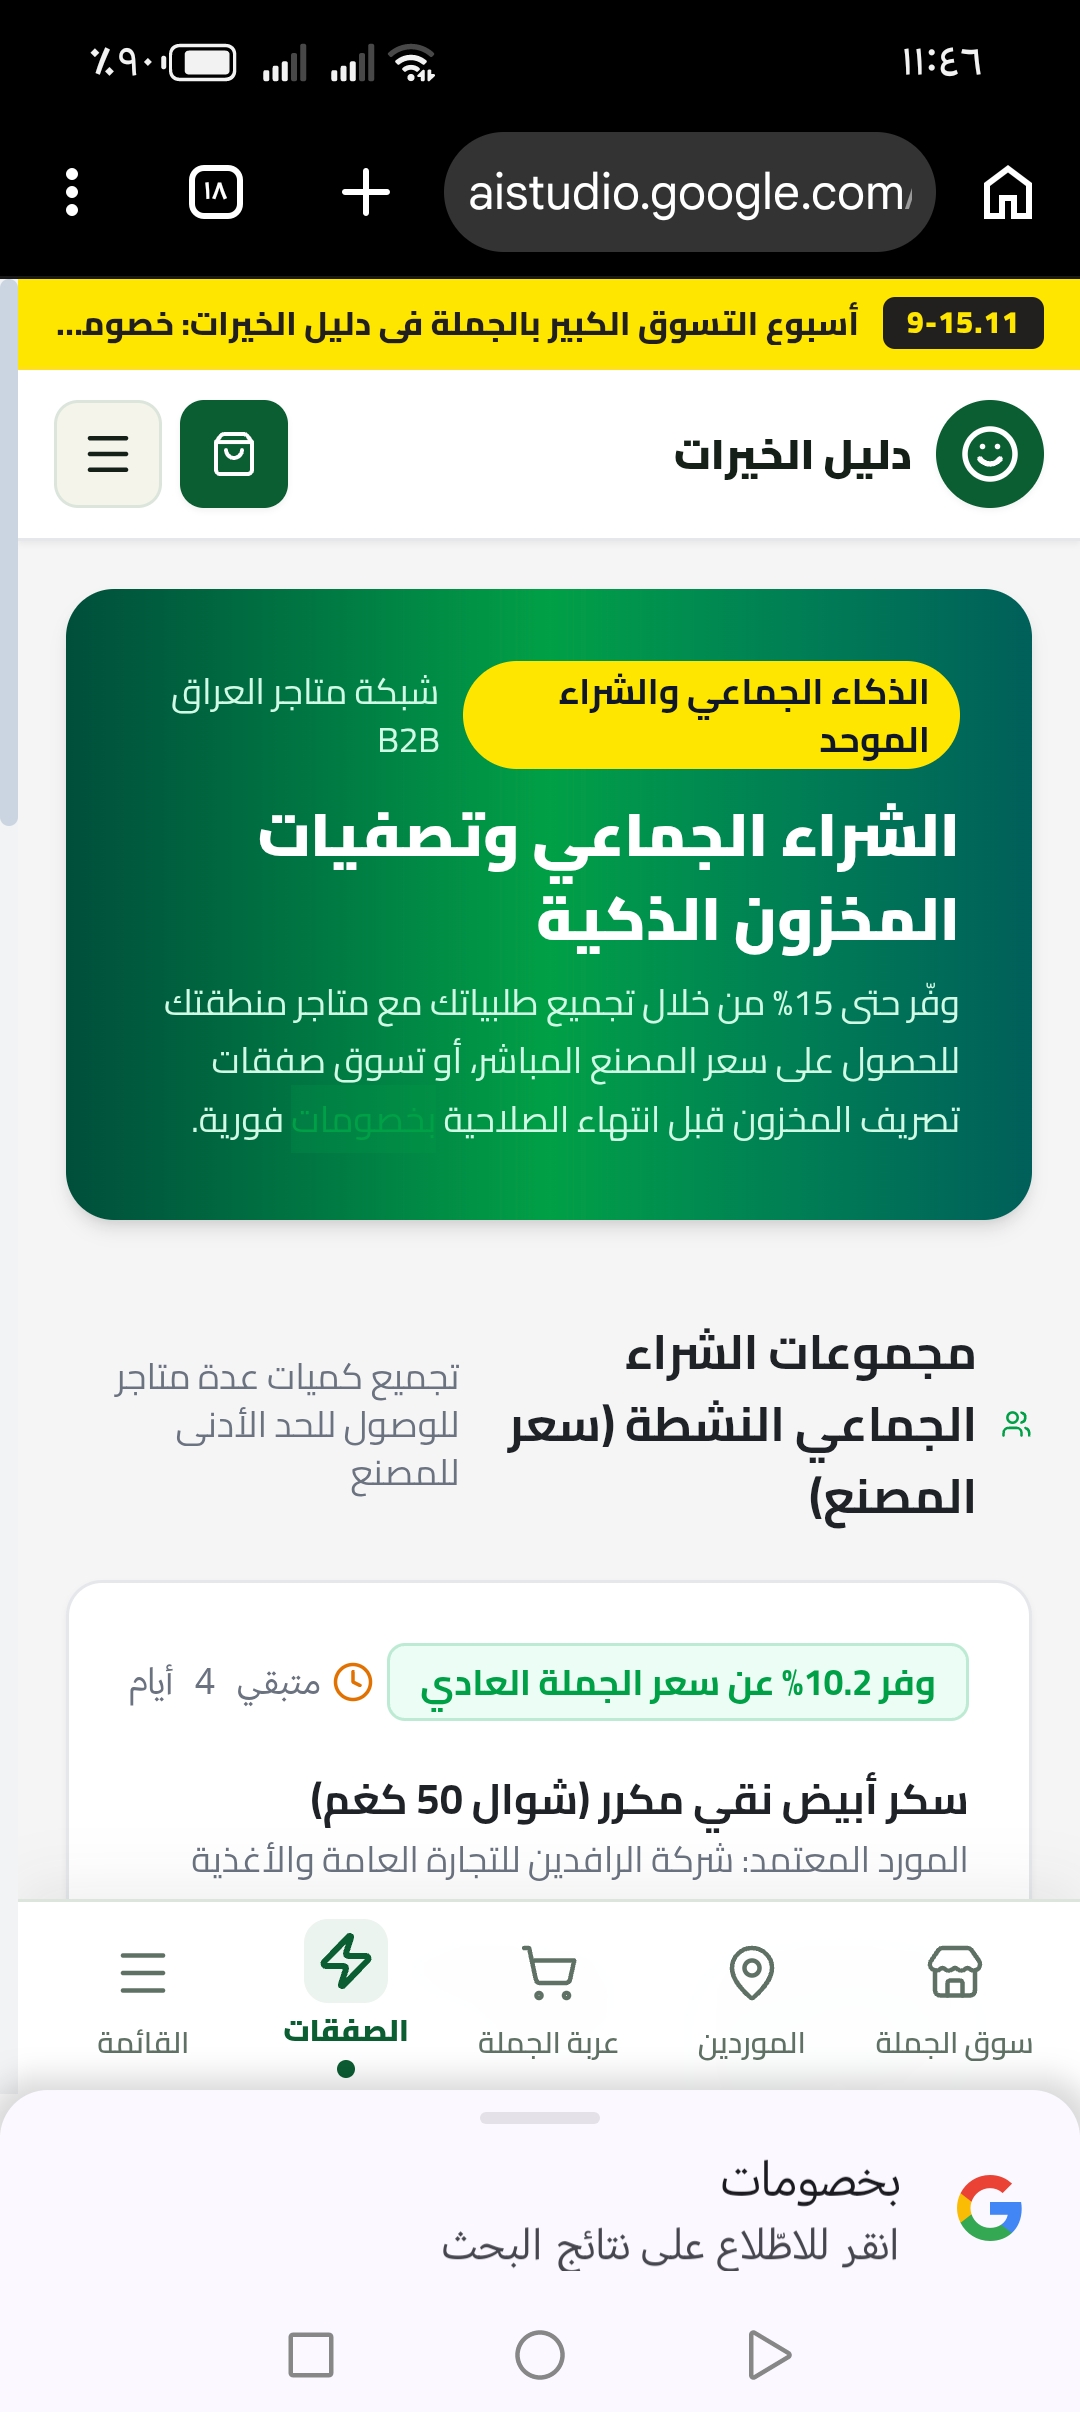 ١١:٤٦
٪٩٠
aistudio.google.com/
١٨
9-15.11
أسبوع التسوق الكبير بالجملة في دليل الخيرات: خصوم...
دليل الخيرات
الذكاء الجماعي والشراء الموحد
شبكة متاجر العراق B2B
الشراء الجماعي وتصفيات
المخزون الذكية
وفّر حتى 15% من خلال تجميع طلبياتك مع متاجر منطقتك
للحصول على سعر المصنع المباشر، أو تسوق صفقات
تصريف المخزون قبل انتهاء الصلاحية بخصومات فورية.
مجموعات الشراء
الجماعي النشطة (سعر
المصنع)
تجميع كميات عدة متاجر
للوصول للحد الأدنى
للمصنع
وفر 10.2% عن سعر الجملة العادي
متبقي 4 أيام
سكر أبيض نقي مكرر (شوال 50 كغم)
المورد المعتمد: شركة الرافدين للتجارة العامة والأغذية
سوق الجملة
الموردين
عربة الجملة
الصفقات
القائمة
بخصومات
انقر للاطّلاع على نتائج البحث